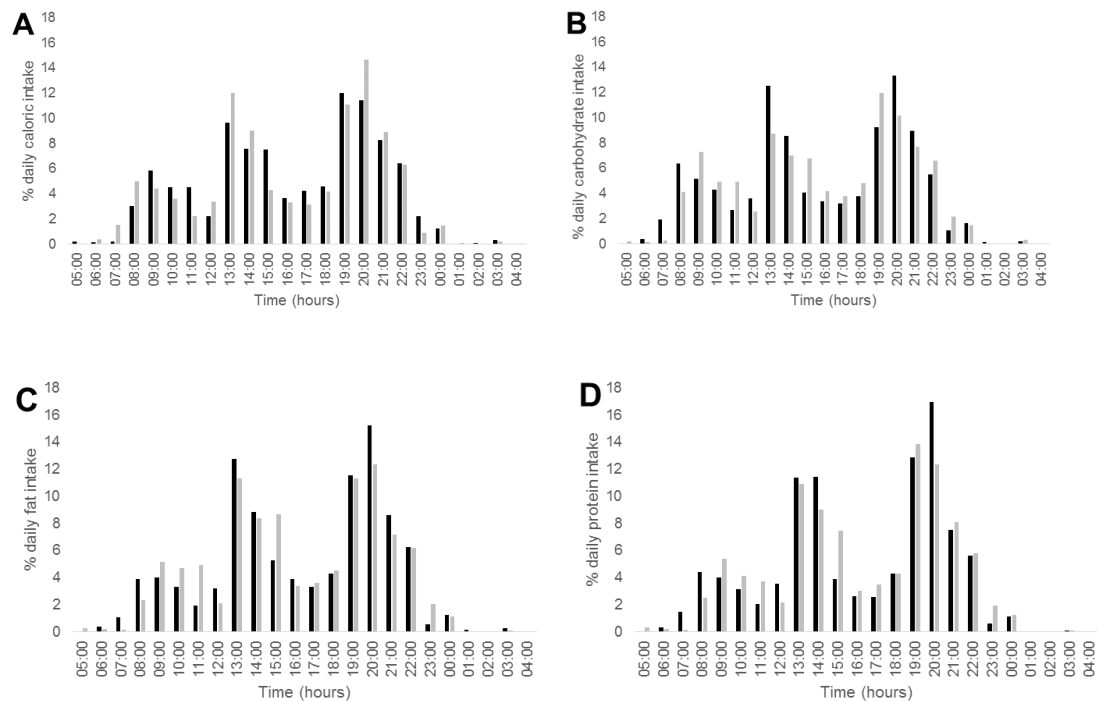 A
% daily caloric intake
18
16
14
12
10
8
6
4
2
0
05:00 06:00 07:00 08:00 09:00 10:00 11:00 12:00 13:00 14:00 15:00 16:00 17:00 18:00 19:00 20:00 21:00 22:00 23:00 00:00 01:00 02:00 03:00 04:00
Time (hours)
B
% daily carbohydrate intake
18
16
14
12
10
8
6
4
2
0
05:00 06:00 07:00 08:00 09:00 10:00 11:00 12:00 13:00 14:00 15:00 16:00 17:00 18:00 19:00 20:00 21:00 22:00 23:00 00:00 01:00 02:00 03:00 04:00
Time (hours)
C
% daily fat intake
18
16
14
12
10
8
6
4
2
0
05:00 06:00 07:00 08:00 09:00 10:00 11:00 12:00 13:00 14:00 15:00 16:00 17:00 18:00 19:00 20:00 21:00 22:00 23:00 00:00 01:00 02:00 03:00 04:00
Time (hours)
D
% daily protein intake
18
16
14
12
10
8
6
4
2
0
05:00 06:00 07:00 08:00 09:00 10:00 11:00 12:00 13:00 14:00 15:00 16:00 17:00 18:00 19:00 20:00 21:00 22:00 23:00 00:00 01:00 02:00 03:00 04:00
Time (hours)